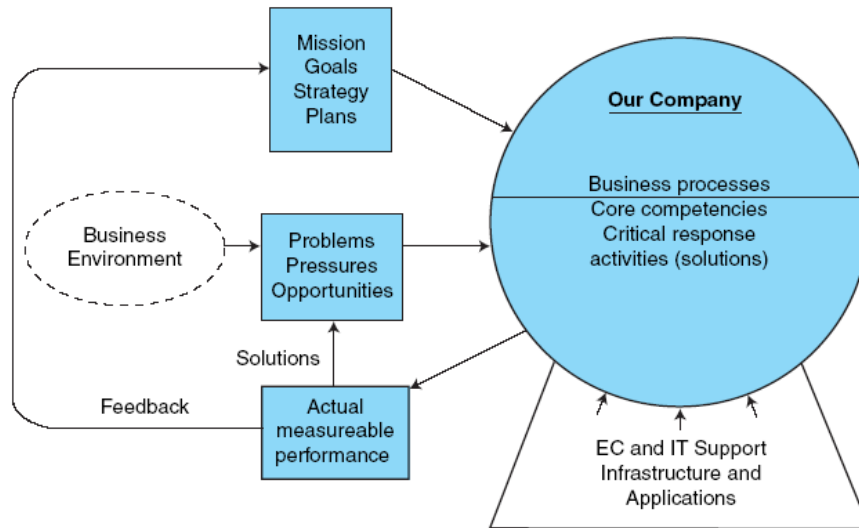 Mission
Goals
Strategy
Plans
Our Company
Business processes
Core competencies
Critical response
activities (solutions)
Business
Environment
Problems
Pressures
Opportunities
Solutions
Feedback
Actual
measureable
performance
EC and IT Support
Infrastructure and
Applications